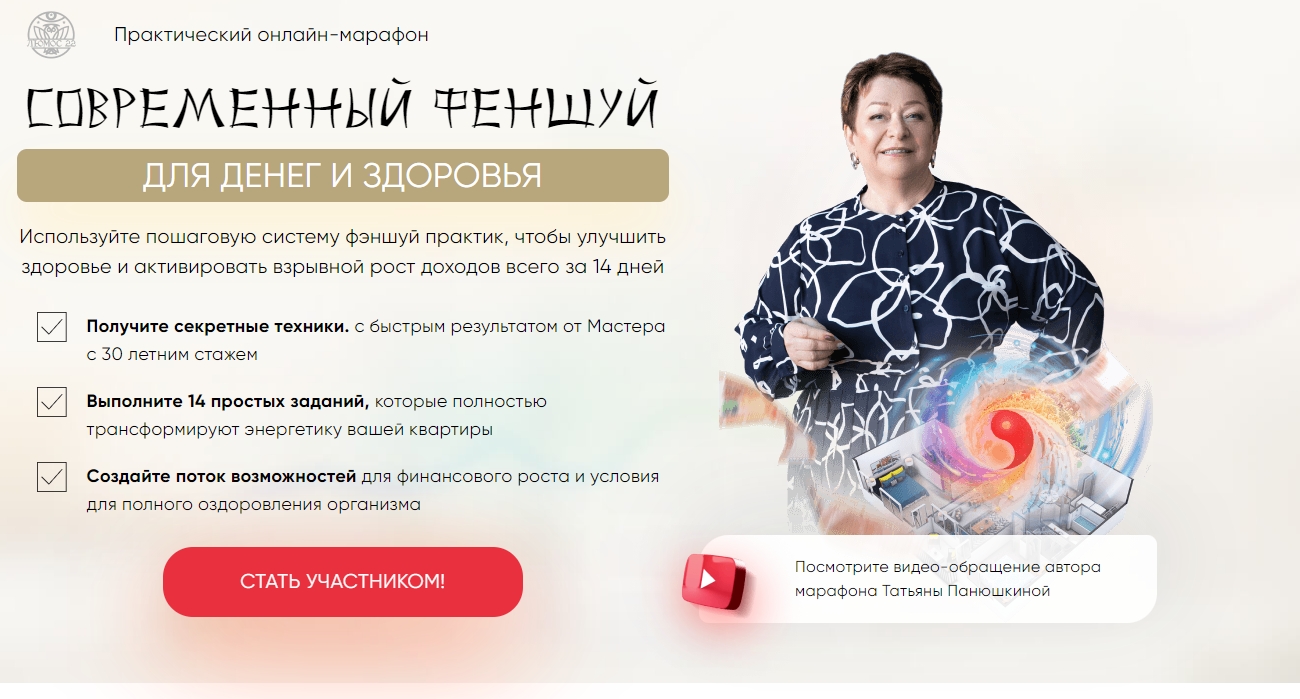 ЛЮМОС 22
Практический онлайн-марафон
СОВРЕМЕННЫЙ ФЕНШУЙ
ДЛЯ ДЕНЕГ И ЗДОРОВЬЯ
Используйте пошаговую систему фэншуй практик, чтобы улучшить
здоровье и активировать взрывной рост доходов всего за 14 дней
Получите секретные техники. с быстрым результатом от Мастера
с 30 летним стажем
Выполните 14 простых заданий, которые полностью
трансформируют энергетику вашей квартиры
Создайте поток возможностей для финансового роста и условия
для полного оздоровления организма
СТАТЬ УЧАСТНИКОМ!
Посмотрите видео-обращение автора
марафона Татьяны Панюшкиной